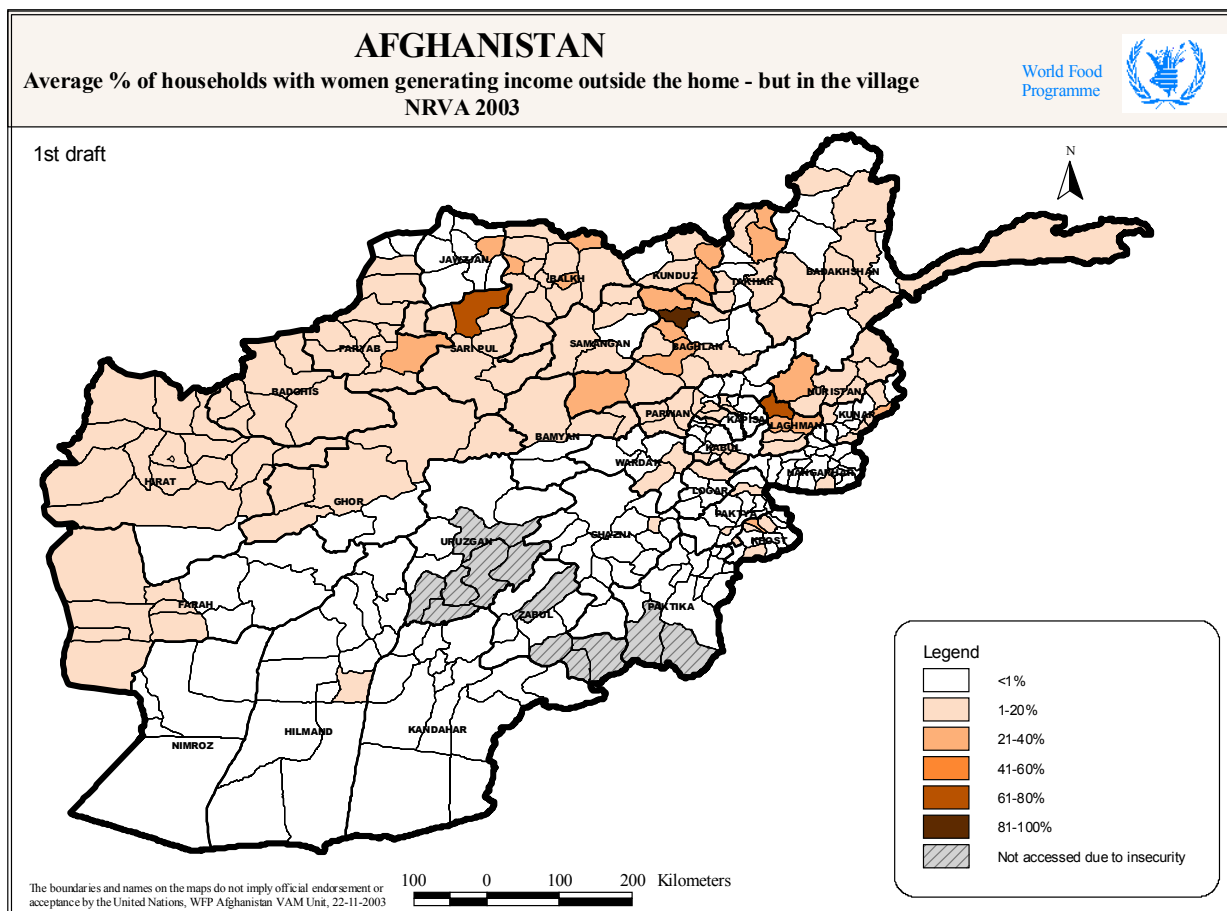 AFGHANISTAN
Average % of households with women generating income outside the home - but in the village
NRVA 2003
World Food
Programme
1st draft
N
JAWZJAN
BALKH
KUNDUZ
TAKHAR
BADAKHSHAN
FARYAB
SARI PUL
SAMANGAN
BAGHLAN
BADGHIS
NURISTAN
BAMYAN
PARWAN
KAPISA
LAGHMAN
KUNAR
KABUL
WARDAK
NANGARHAR
HIRAT
GHOR
LOGAR
PAKTYA
KHOST
URUZGAN
GHAZNI
FARAH
ZABUL
PAKTIKA
NIMROZ
HILMAND
KANDAHAR
Legend
<1%
1-20%
21-40%
41-60%
61-80%
81-100%
Not accessed due to insecurity
The boundaries and names on the maps do not imply official endorsement or
acceptance by the United Nations, WFP Afghanistan VAM Unit, 22-11-2003
100 0 100 200 Kilometers